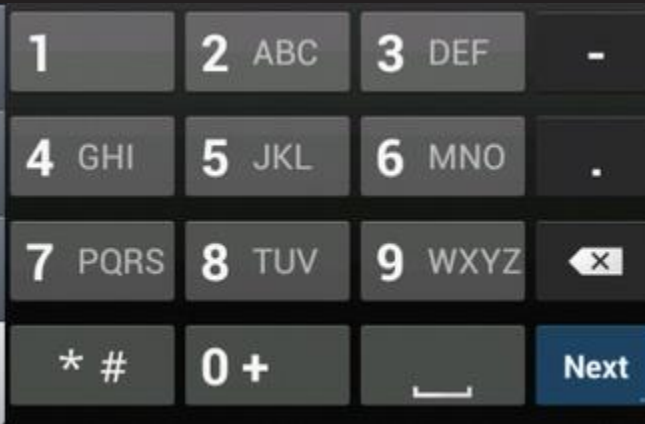 1 2 ABC 3 DEF -
4 GHI 5 JKL 6 MNO .
7 PQRS 8 TUV 9 WXYZ
* # 0 + Next